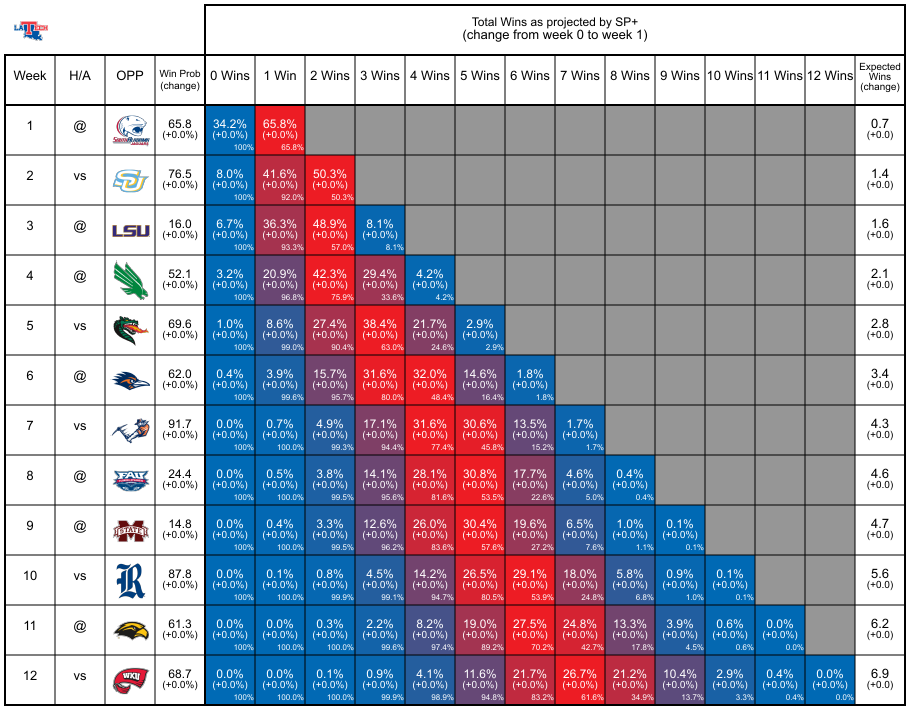 LA TECH
Total Wins as projected by SP+
(change from week 0 to week 1)
Week H/A OPP Win Prob (change) 0 Wins 1 Win 2 Wins 3 Wins 4 Wins 5 Wins 6 Wins 7 Wins 8 Wins 9 Wins 10 Wins 11 Wins 12 Wins Expected Wins (change)
1 @ SOUTH ALABAMA JAGUARS 65.8 34.2% 65.8% 0.7
(+0.0%) (+0.0%) (+0.0%) (+0.0)
100% 65.8%
2 vs SU 76.5 8.0% 41.6% 50.3% 1.4
(+0.0%) (+0.0%) (+0.0%) (+0.0%) (+0.0)
100% 92.0% 50.3%
3 @ LSU 16.0 6.7% 36.3% 48.9% 8.1% 1.6
(+0.0%) (+0.0%) (+0.0%) (+0.0%) (+0.0%) (+0.0)
100% 93.3% 57.0% 8.1%
4 @ 52.1 3.2% 20.9% 42.3% 29.4% 4.2% 2.1
(+0.0%) (+0.0%) (+0.0%) (+0.0%) (+0.0%) (+0.0%) (+0.0)
100% 96.8% 75.9% 33.6% 4.2%
5 vs 69.6 1.0% 8.6% 27.4% 38.4% 21.7% 2.9% 2.8
(+0.0%) (+0.0%) (+0.0%) (+0.0%) (+0.0%) (+0.0%) (+0.0%) (+0.0)
100% 99.0% 90.4% 63.0% 24.6% 2.9%
6 @ 62.0 0.4% 3.9% 15.7% 31.6% 32.0% 14.6% 1.8% 3.4
(+0.0%) (+0.0%) (+0.0%) (+0.0%) (+0.0%) (+0.0%) (+0.0%) (+0.0%) (+0.0)
100% 99.6% 95.7% 80.0% 48.4% 16.4% 1.8%
7 vs 91.7 0.0% 0.7% 4.9% 17.1% 31.6% 30.6% 13.5% 1.7% 4.3
(+0.0%) (+0.0%) (+0.0%) (+0.0%) (+0.0%) (+0.0%) (+0.0%) (+0.0%) (+0.0%) (+0.0)
100% 100.0% 99.3% 94.4% 77.4% 45.8% 15.2% 1.7%
8 @ FAU 24.4 0.0% 0.5% 3.8% 14.1% 28.1% 30.8% 17.7% 4.6% 0.4% 4.6
(+0.0%) (+0.0%) (+0.0%) (+0.0%) (+0.0%) (+0.0%) (+0.0%) (+0.0%) (+0.0%) (+0.0%) (+0.0)
100% 100.0% 99.5% 95.6% 81.6% 53.5% 22.6% 5.0% 0.4%
9 @ M STATE 14.8 0.0% 0.4% 3.3% 12.6% 26.0% 30.4% 19.6% 6.5% 1.0% 0.1% 4.7
(+0.0%) (+0.0%) (+0.0%) (+0.0%) (+0.0%) (+0.0%) (+0.0%) (+0.0%) (+0.0%) (+0.0%) (+0.0%) (+0.0)
100% 100.0% 99.5% 96.2% 83.6% 57.6% 27.2% 7.6% 1.1% 0.1%
10 vs R 87.8 0.0% 0.1% 0.8% 4.5% 14.2% 26.5% 29.1% 18.0% 5.8% 0.9% 0.1% 5.6
(+0.0%) (+0.0%) (+0.0%) (+0.0%) (+0.0%) (+0.0%) (+0.0%) (+0.0%) (+0.0%) (+0.0%) (+0.0%) (+0.0%) (+0.0)
100% 100.0% 99.9% 99.1% 94.7% 80.5% 53.9% 24.8% 6.8% 1.0% 0.1%
11 @ 61.3 0.0% 0.0% 0.3% 2.2% 8.2% 19.0% 27.5% 24.8% 13.3% 3.9% 0.6% 0.0% 6.2
(+0.0%) (+0.0%) (+0.0%) (+0.0%) (+0.0%) (+0.0%) (+0.0%) (+0.0%) (+0.0%) (+0.0%) (+0.0%) (+0.0%) (+0.0%) (+0.0)
100% 100.0% 100.0% 99.6% 97.4% 89.2% 70.2% 42.7% 17.8% 4.5% 0.6% 0.0%
12 vs WKU 68.7 0.0% 0.0% 0.1% 0.9% 4.1% 11.6% 21.7% 26.7% 21.2% 10.4% 2.9% 0.4% 0.0% 6.9
(+0.0%) (+0.0%) (+0.0%) (+0.0%) (+0.0%) (+0.0%) (+0.0%) (+0.0%) (+0.0%) (+0.0%) (+0.0%) (+0.0%) (+0.0%) (+0.0%) (+0.0)
100% 100.0% 100.0% 99.9% 98.9% 94.8% 83.2% 61.6% 34.9% 13.7% 3.3% 0.4% 0.0%